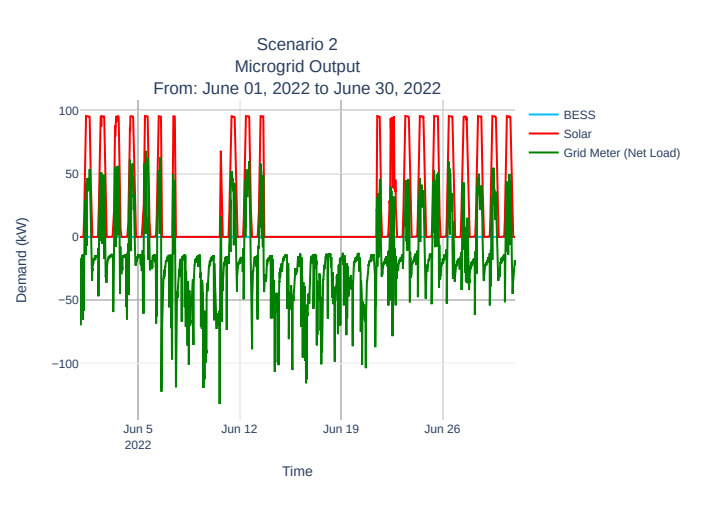 Scenario 2
Microgrid Output
From: June 01, 2022 to June 30, 2022
BESS
Solar
Grid Meter (Net Load)
100
50
0
−50
−100
Demand (kW)
Jun 5
2022
Jun 12
Jun 19
Jun 26
Time